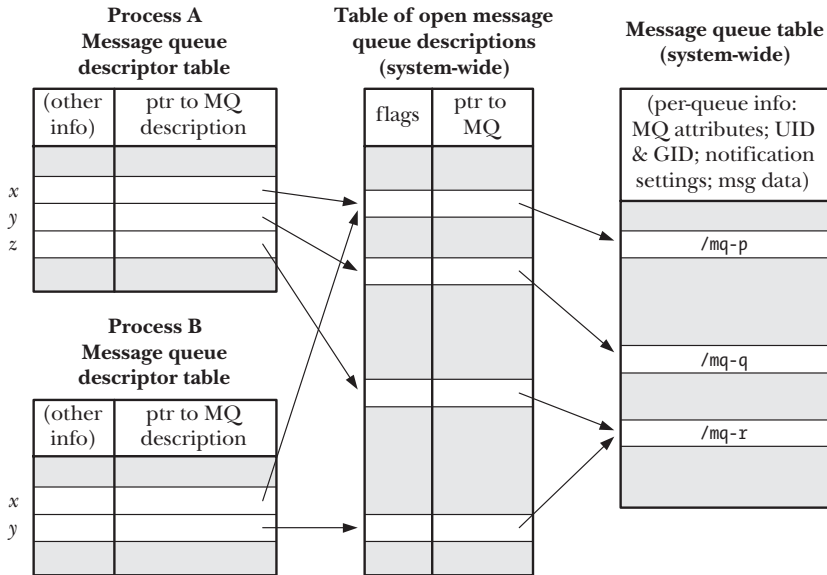 Process A
Message queue
descriptor table
(other
info)
ptr to MQ
description
x
y
z
Process B
Message queue
descriptor table
(other
info)
ptr to MQ
description
x
y
Table of open message
queue descriptions
(system-wide)
flags
ptr to
MQ
Message queue table
(system-wide)
(per-queue info:
MQ attributes; UID
& GID; notification
settings; msg data)
/mq-p
/mq-q
/mq-r